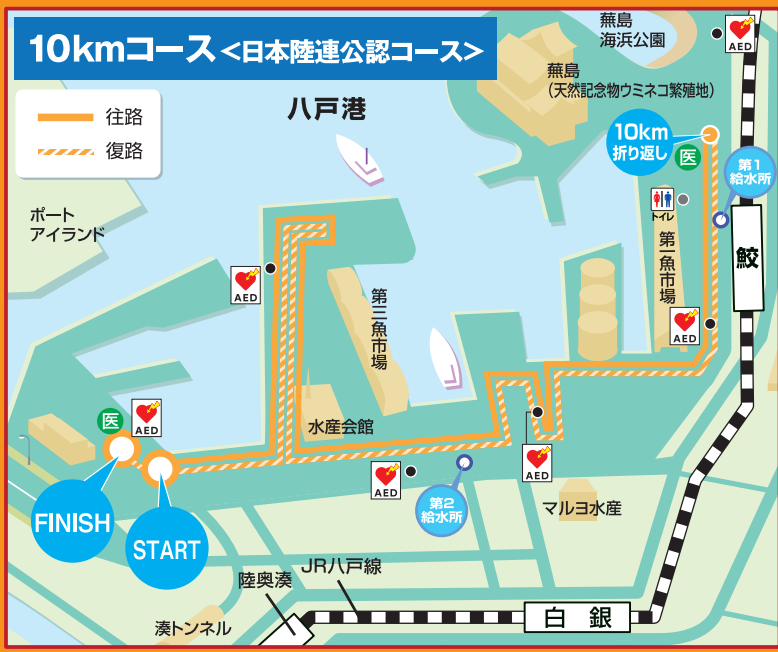 10kmコース<日本陸連公認コース>
往路
復路
八戸港
蕪島
海浜公園
AED
蕪島
(天然記念物ウミネコ繁殖地)
10km
折り返し
医
第1
給水所
トイレ
ポート
アイランド
AED
第三魚市場
第一魚市場
鮫
AED
水産会館
医
AED
AED
AED
第2
給水所
マルヨ水産
FINISH
START
陸奥湊
JR八戸線
白銀
湊トンネル